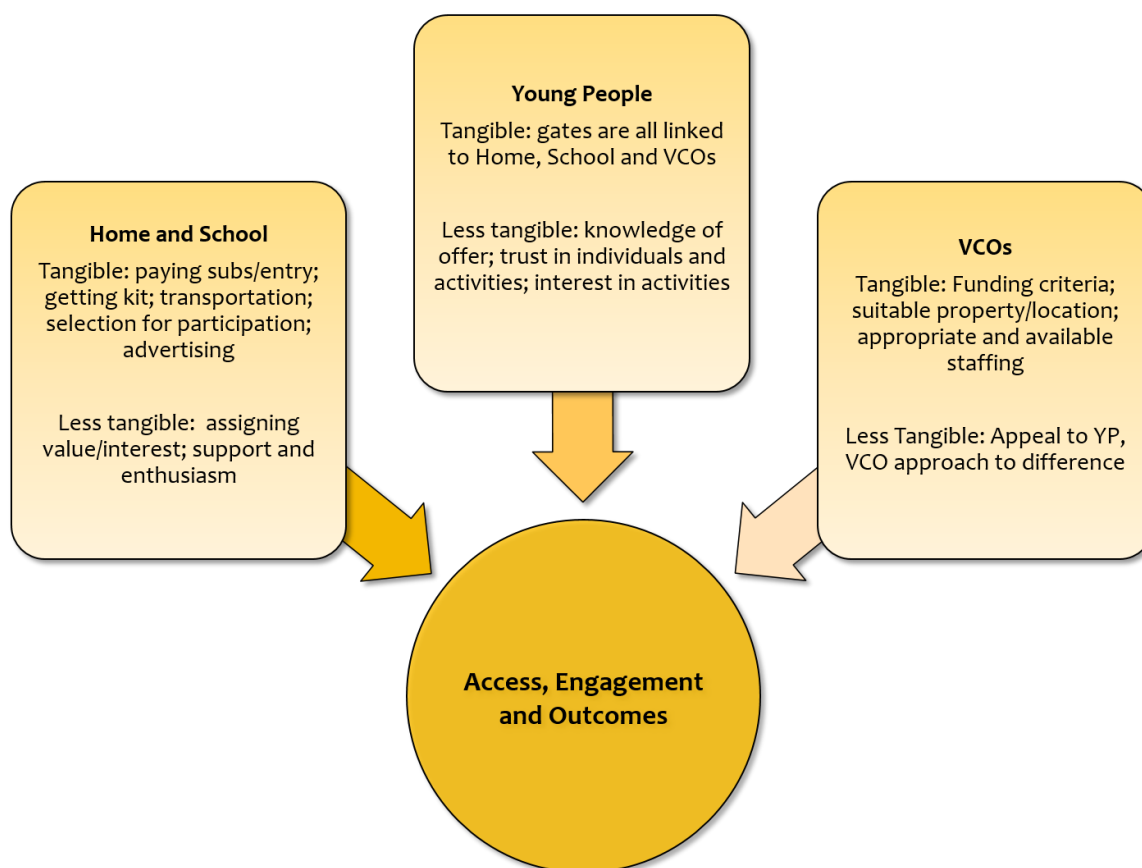 Young People
Tangible: gates are all linked
to Home, School and VCOs
Less tangible: knowledge of
offer; trust in individuals and
activities; interest in activities
Home and School
Tangible: paying subs/entry;
getting kit; transportation;
selection for participation;
advertising
Less tangible: assigning
value/interest; support and
enthusiasm
VCOs
Tangible: Funding criteria;
suitable property/location;
appropriate and available
staffing
Less Tangible: Appeal to YP,
VCO approach to difference
Access, Engagement
and Outcomes